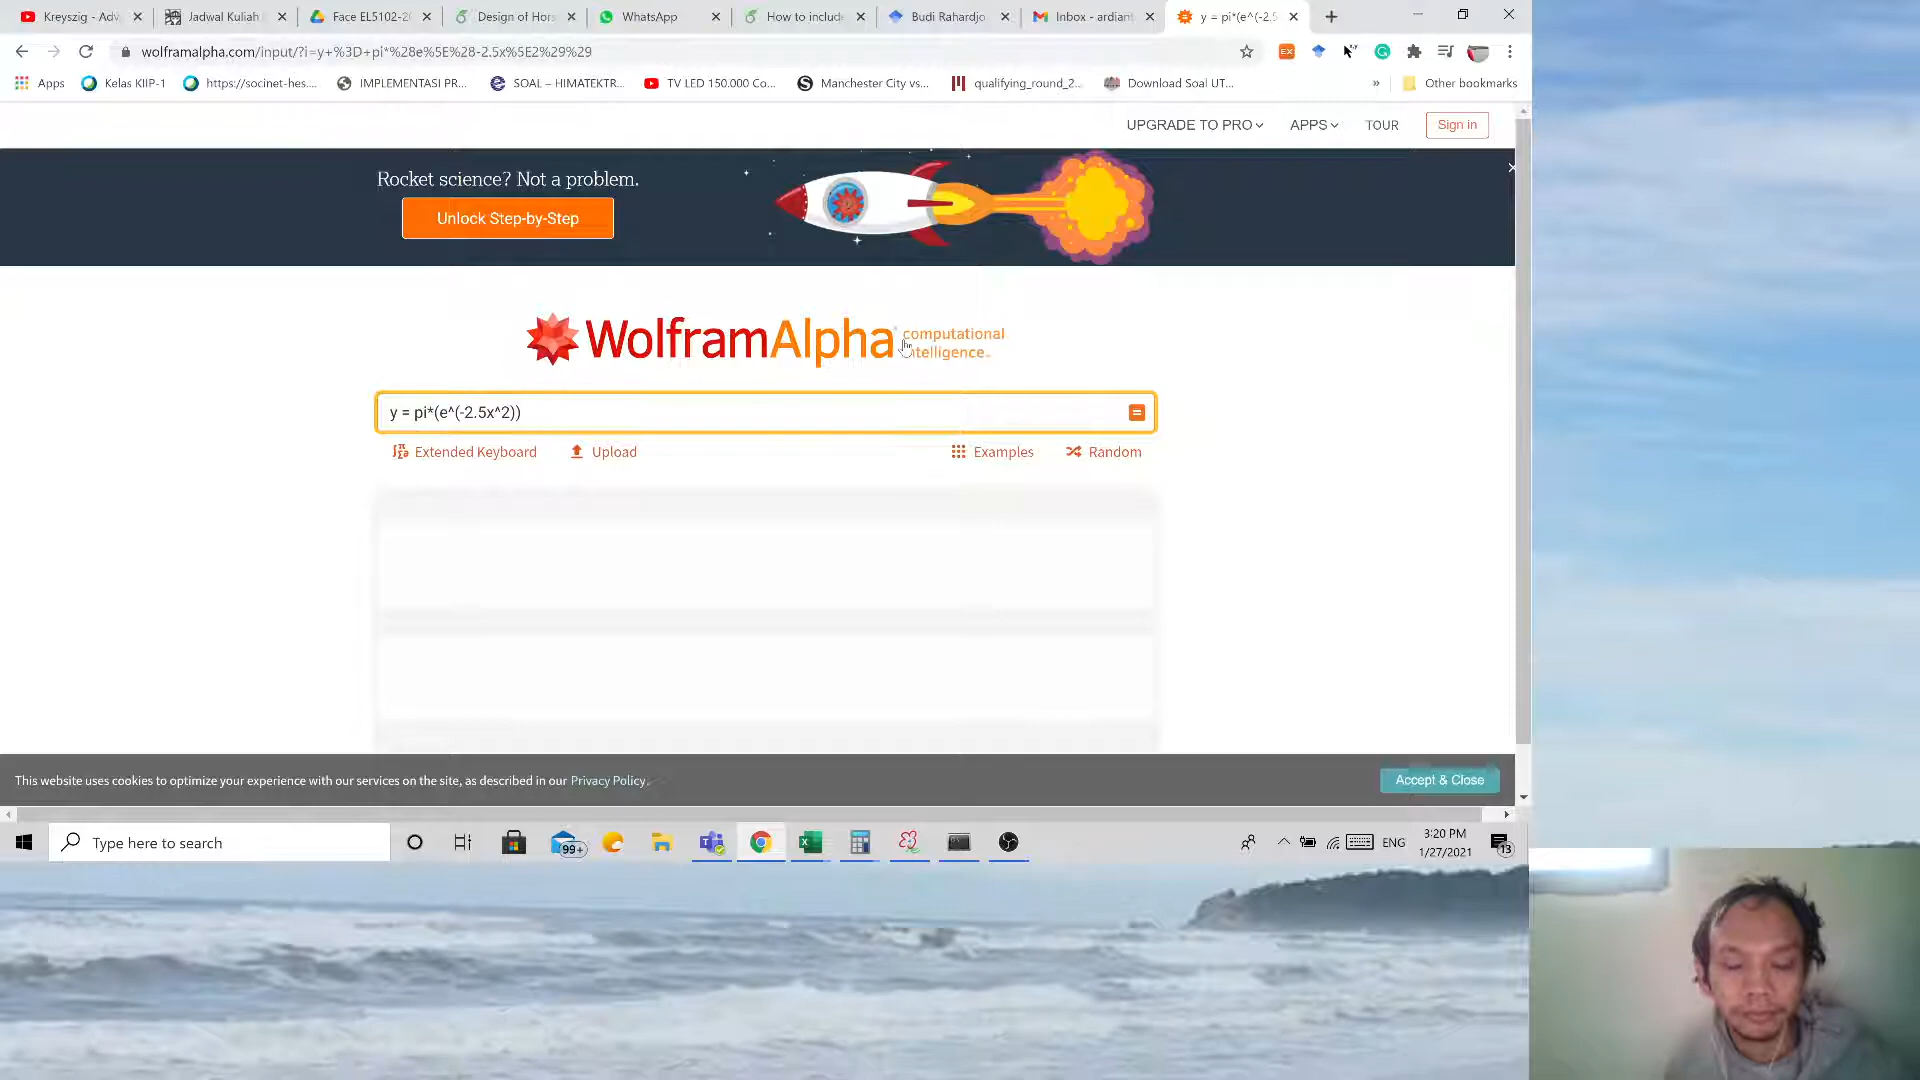 Kreyszig - Adv
Jadwal Kuliah
Face EL5102-20
Design of Hors
WhatsApp
How to include
Budi Rahardjo
Inbox - ardiant
y = pi*(e^(-2.5
wolframalpha.com/input/?i=y+%3D+pi*%28e%5E%28-2.5x%5E2%29%29
Apps
Kelas KIIP-1
https://socinet-hes....
IMPLEMENTASI PR...
SOAL – HIMATEKTR...
TV LED 150.000 Co...
Manchester City vs...
qualifying_round_2...
Download Soal UT...
»
Other bookmarks
UPGRADE TO PRO
APPS
TOUR
Sign in
Rocket science? Not a problem.
Unlock Step-by-Step
WolframAlpha computational intelligence™
y = pi*(e^(-2.5x^2))
Extended Keyboard
Upload
Examples
Random
This website uses cookies to optimize your experience with our services on the site, as described in our Privacy Policy.
Accept & Close
Type here to search
99+
ENG
3:20 PM
1/27/2021
13